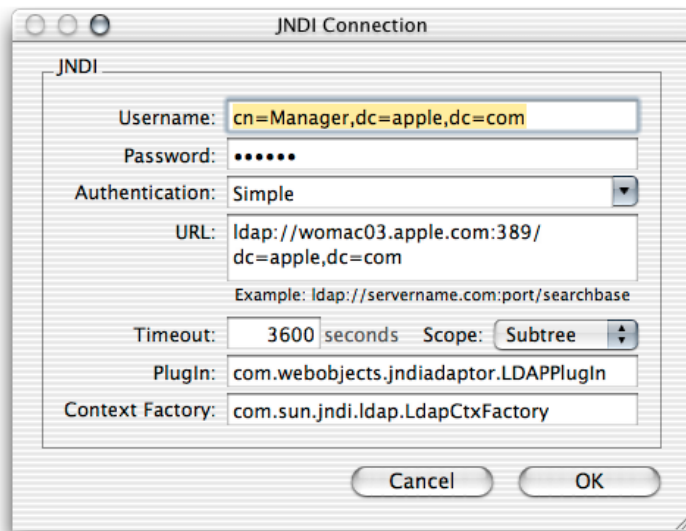 JNDI Connection
JNDI
Username: cn=Manager,dc=apple,dc=com
Password: ••••••
Authentication: Simple
URL: ldap://womac03.apple.com:389/
dc=apple,dc=com
Example: ldap://servername.com:port/searchbase
Timeout: 3600 seconds Scope: Subtree
PlugIn: com.webobjects.jndiadaptor.LDAPPlugIn
Context Factory: com.sun.jndi.ldap.LdapCtxFactory
Cancel OK